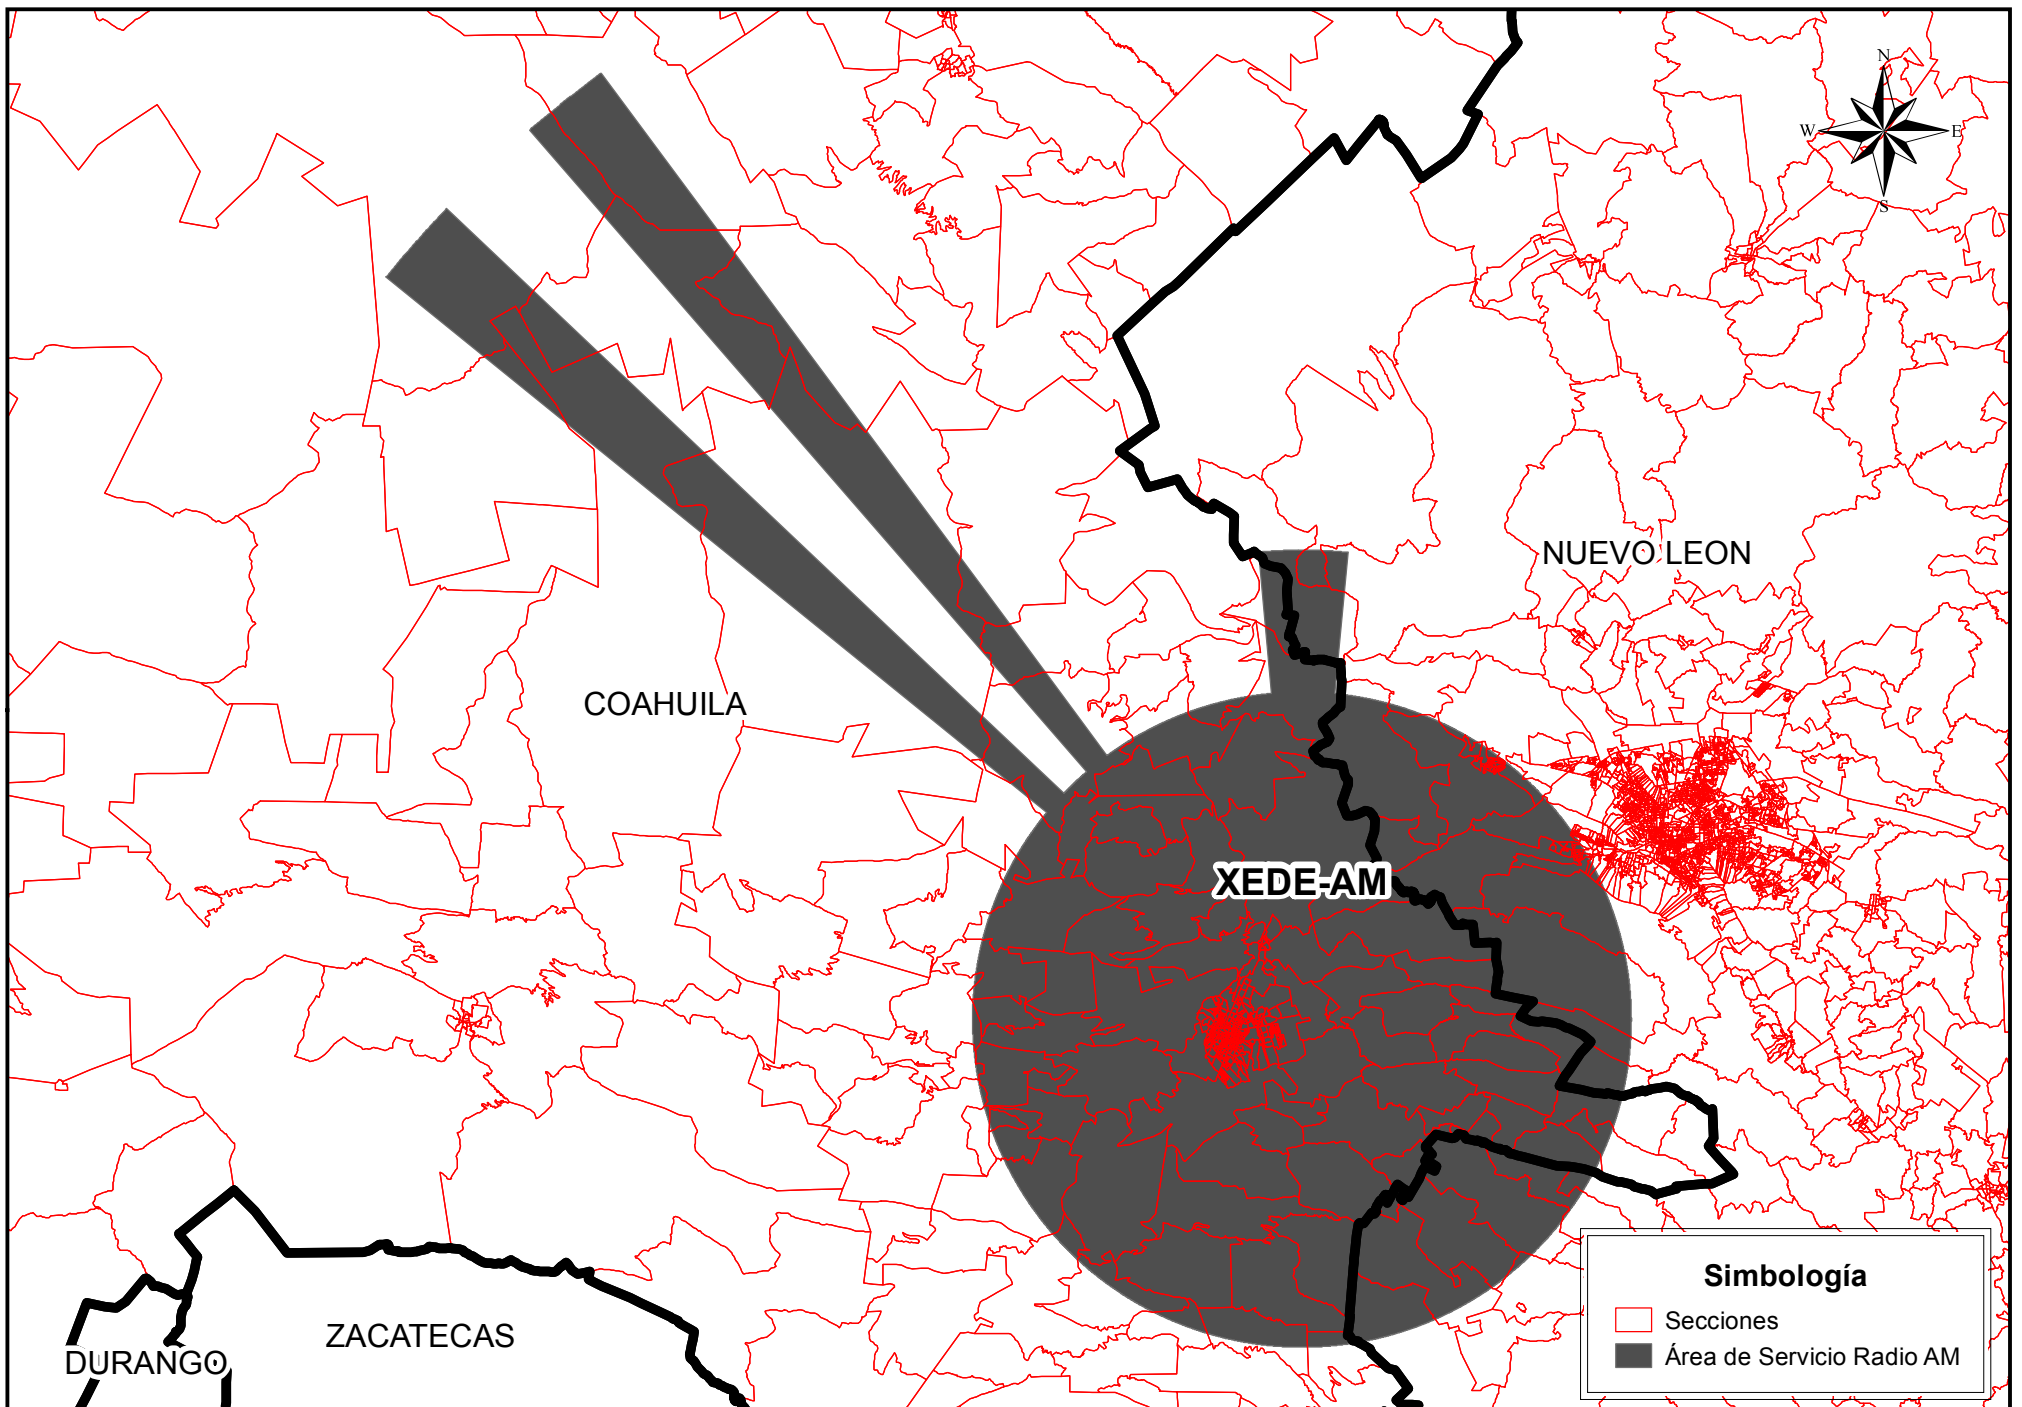 N
W
E
S
NUEVO LEON
COAHUILA
XEDE-AM
ZACATECAS
DURANGO
Simbología
Secciones
Área de Servicio Radio AM